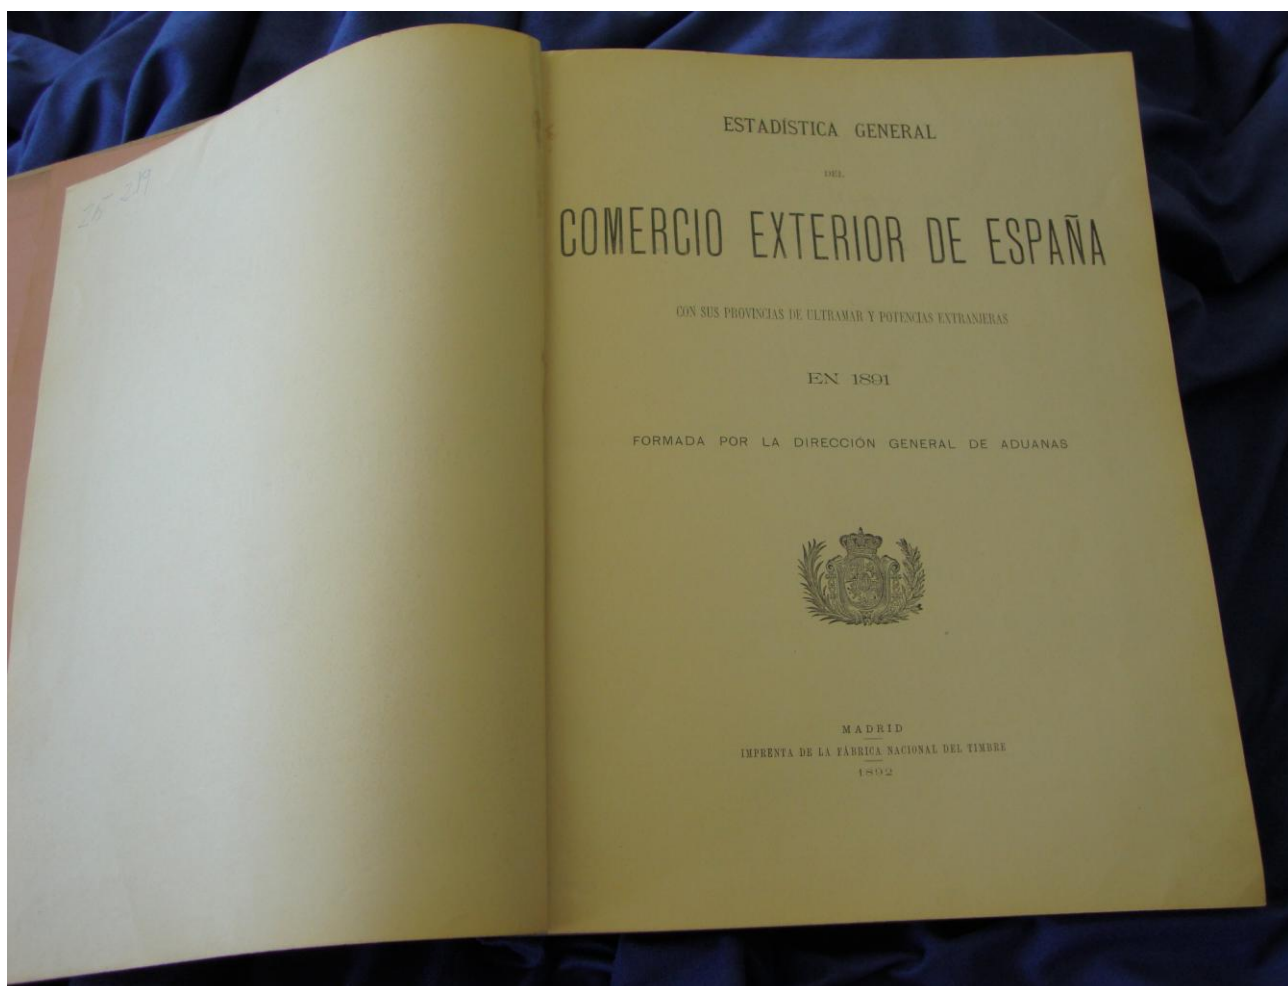 ESTADÍSTICA GENERAL
DEL
COMERCIO EXTERIOR DE ESPAÑA
CON SUS PROVINCIAS DE ULTRAMAR Y POTENCIAS EXTRANJERAS
EN 1891
FORMADA POR LA DIRECCIÓN GENERAL DE ADUANAS
MADRID
IMPRENTA DE LA FÁBRICA NACIONAL DEL TIMBRE
1892